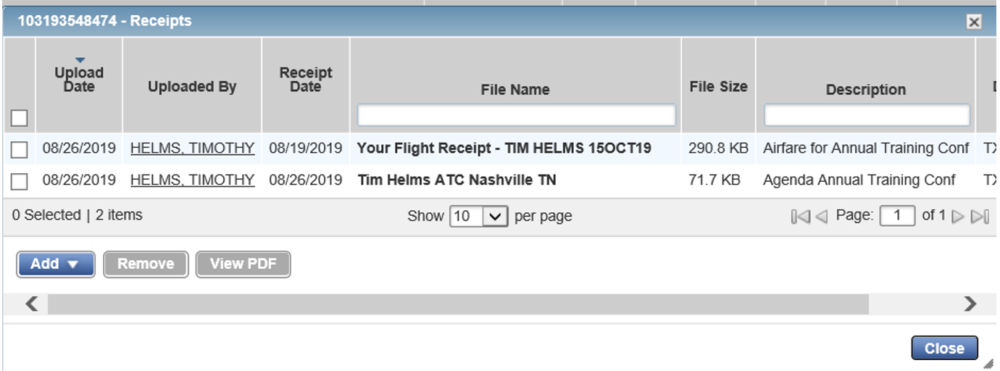 103193548474 - Receipts
Upload Date
Uploaded By
Receipt Date
File Name
File Size
Description
08/26/2019 HELMS, TIMOTHY 08/19/2019 Your Flight Receipt - TIM HELMS 15OCT19 290.8 KB Airfare for Annual Training Conf TX
08/26/2019 HELMS, TIMOTHY 08/26/2019 Tim Helms ATC Nashville TN 71.7 KB Agenda Annual Training Conf TX
0 Selected | 2 items Show 10 per page Page: 1 of 1
Add Remove View PDF
Close